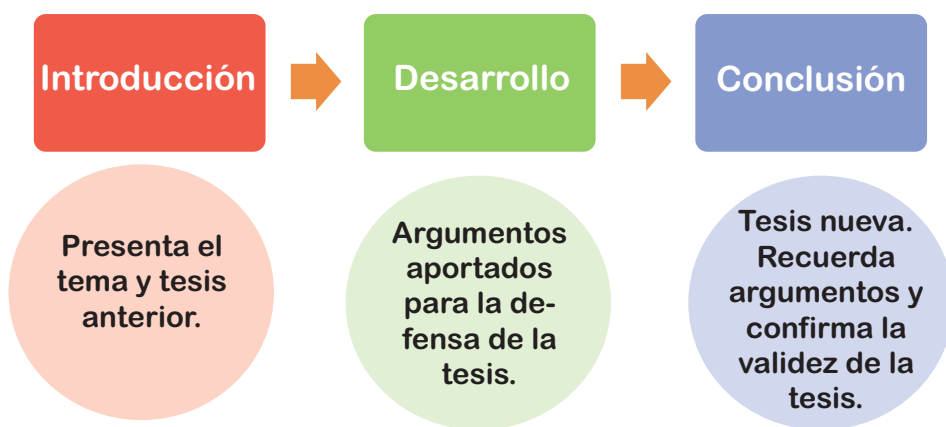 Introducción
Desarrollo
Conclusión
Presenta el
tema y tesis
anterior.
Argumentos
aportados
para la de-
fensa de la
tesis.
Tesis nueva.
Recuerda
argumentos y
confirma la
validez de la
tesis.